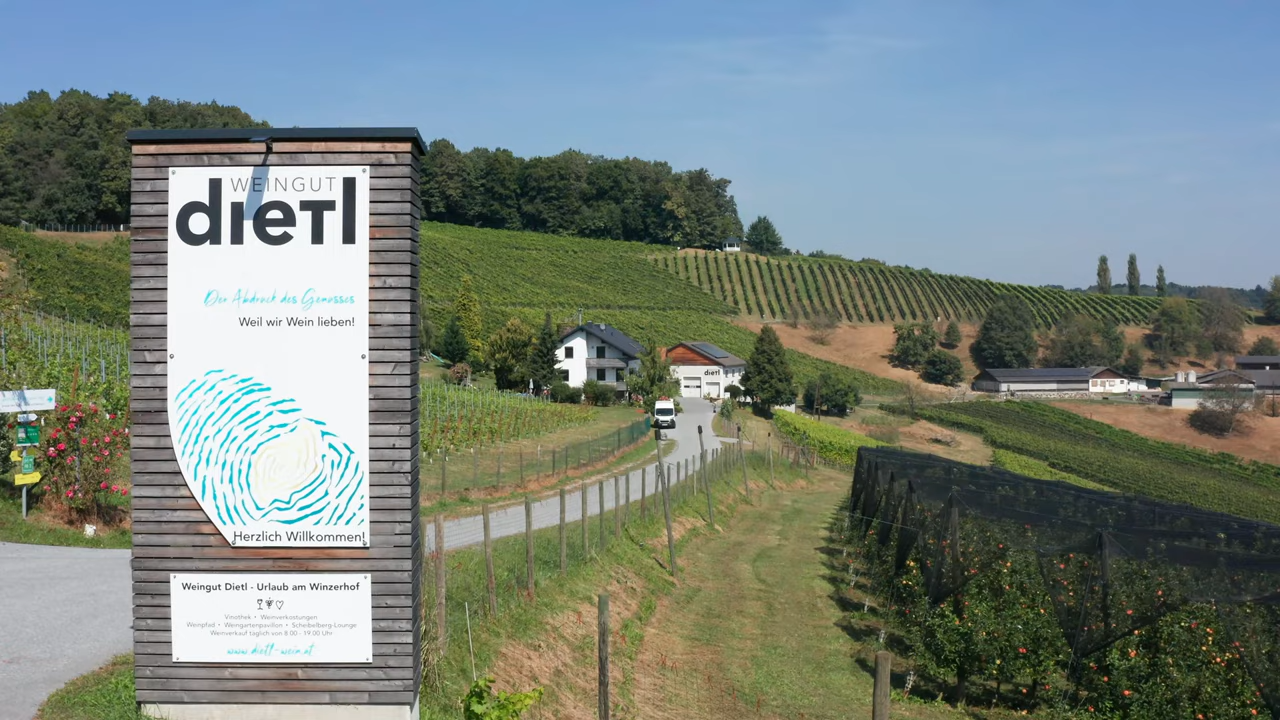 WEINGUT
dietl
Der Abdruck des Genusses
Weil wir Wein lieben!
Herzlich Willkommen!
Weingut Dietl - Urlaub am Winzerhof
Vinothek • Weinverkostungen
Weinpfad • Weingartenpavillon • Scheibelberg-Lounge
Weinverkauf täglich von 8.00 - 19.00 Uhr
www.dietl-wein.at
dietl